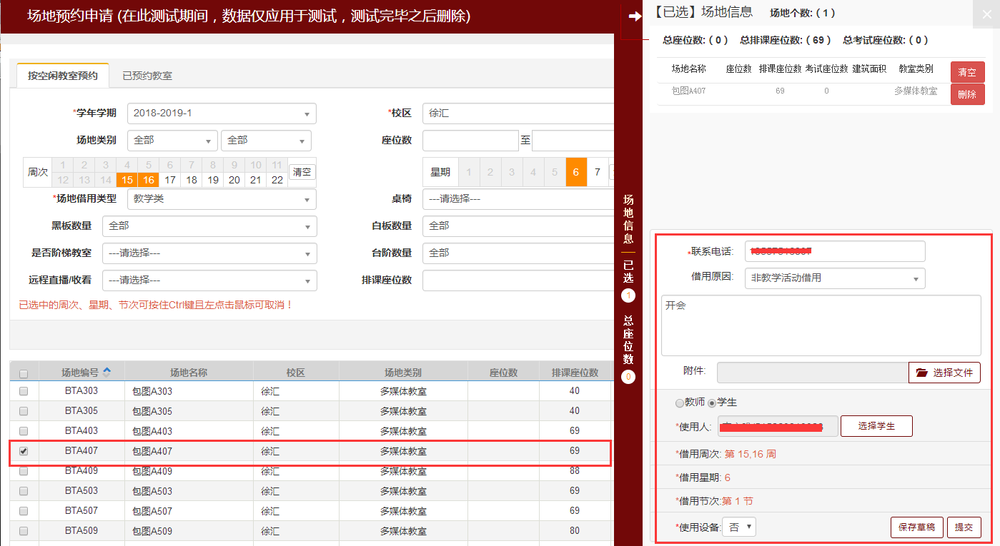 场地预约申请 (在此测试期间，数据仅应用于测试，测试完毕之后删除)
按空闲教室预约 已预约教室
*学年学期 2018-2019-1 *校区 徐汇
场地类别 全部 全部 座位数 至
周次 1 2 3 4 5 6 7 8 9 10 11 清空 星期 1 2 3 4 5 6 7
12 13 14 15 16 17 18 19 20 21 22
*场地借用类型 教学类 桌椅 ---请选择---
黑板数量 全部 白板数量 全部
是否阶梯教室 ---请选择--- 台阶数量 全部
远程直播/收看 ---请选择--- 排课座位数
已选中的周次、星期、节次可按住Ctrl键且左点击鼠标可取消！
场地编号 场地名称 校区 场地类别 座位数 排课座位数
BTA303 包图A303 徐汇 多媒体教室 40
BTA305 包图A305 徐汇 多媒体教室 40
BTA403 包图A403 徐汇 多媒体教室 69
BTA407 包图A407 徐汇 多媒体教室 69
BTA409 包图A409 徐汇 多媒体教室 88
BTA503 包图A503 徐汇 多媒体教室 69
BTA507 包图A507 徐汇 多媒体教室 69
BTA509 包图A509 徐汇 多媒体教室 80
场地信息
已选
1
总座位数
0
【已选】场地信息 场地个数: ( 1 )
总座位数: ( 0 ) 总排课座位数: ( 69 ) 总考试座位数: ( 0 )
场地名称 座位数 排课座位数 考试座位数 建筑面积 教室类别 清空
包图A407 69 0 多媒体教室 删除
*联系电话:
借用原因: 非教学活动借用
开会
附件: 选择文件
教师 学生
*使用人: 选择学生
*借用周次: 第 15,16 周
*借用星期: 6
*借用节次:第 1 节
*使用设备: 否 保存草稿 提交